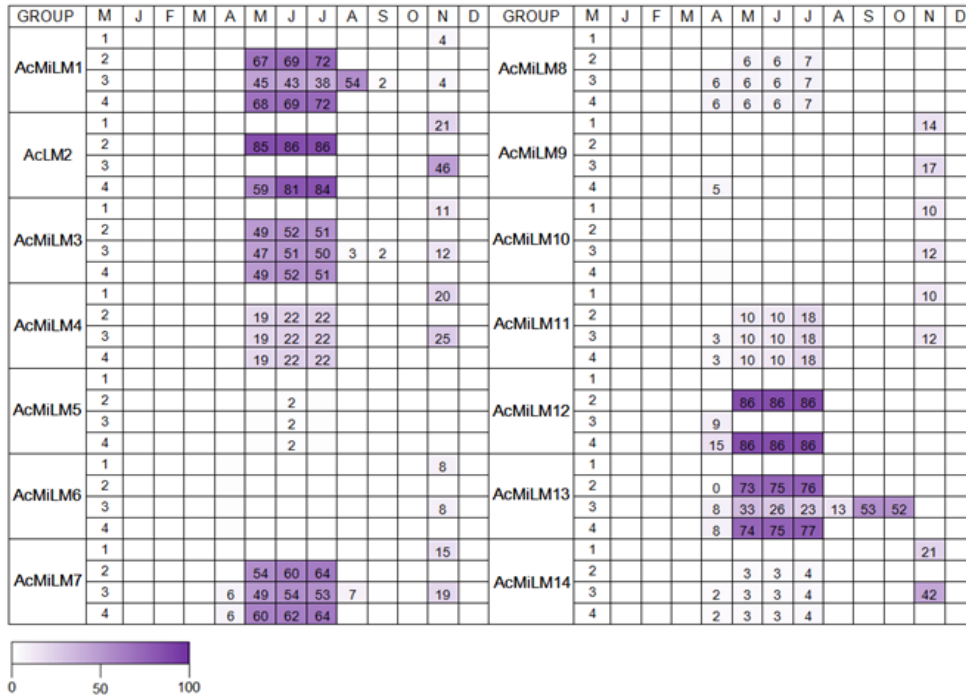 GROUP M J F M A M J J A S O N D GROUP M J F M A M J J A S O N D
AcMiLM1 1 4 AcMiLM8 1
2 67 69 72 2 6 6 7
3 45 43 38 54 2 4 3 6 6 6 7
4 68 69 72 4 6 6 6 7
AcLM2 1 21 AcMiLM9 1 14
2 85 86 86 2
3 46 3 17
4 59 81 84 4 5
AcMiLM3 1 11 AcMiLM10 1 10
2 49 52 51 2
3 47 51 50 3 2 12 3 12
4 49 52 51 4
AcMiLM4 1 20 AcMiLM11 1 10
2 19 22 22 2 10 10 18
3 19 22 22 25 3 3 10 10 18 12
4 19 22 22 4 3 10 10 18
AcMiLM5 1 AcMiLM12 1
2 2 2 86 86 86
3 2 3 9
4 2 4 15 86 86 86
AcMiLM6 1 8 AcMiLM13 1
2 2 0 73 75 76
3 8 3 8 33 26 23 13 53 52
4 4 8 74 75 77
AcMiLM7 1 15 AcMiLM14 1 21
2 54 60 64 2 3 3 4
3 6 49 54 53 7 19 3 2 3 3 4 42
4 6 60 62 64 4 2 3 3 4
0 50 100